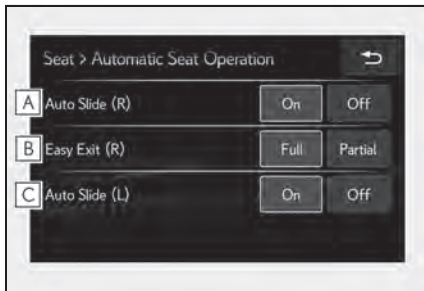 Seat > Automatic Seat Operation
A Auto Slide (R) On Off
B Easy Exit (R) Full Partial
C Auto Slide (L) On Off